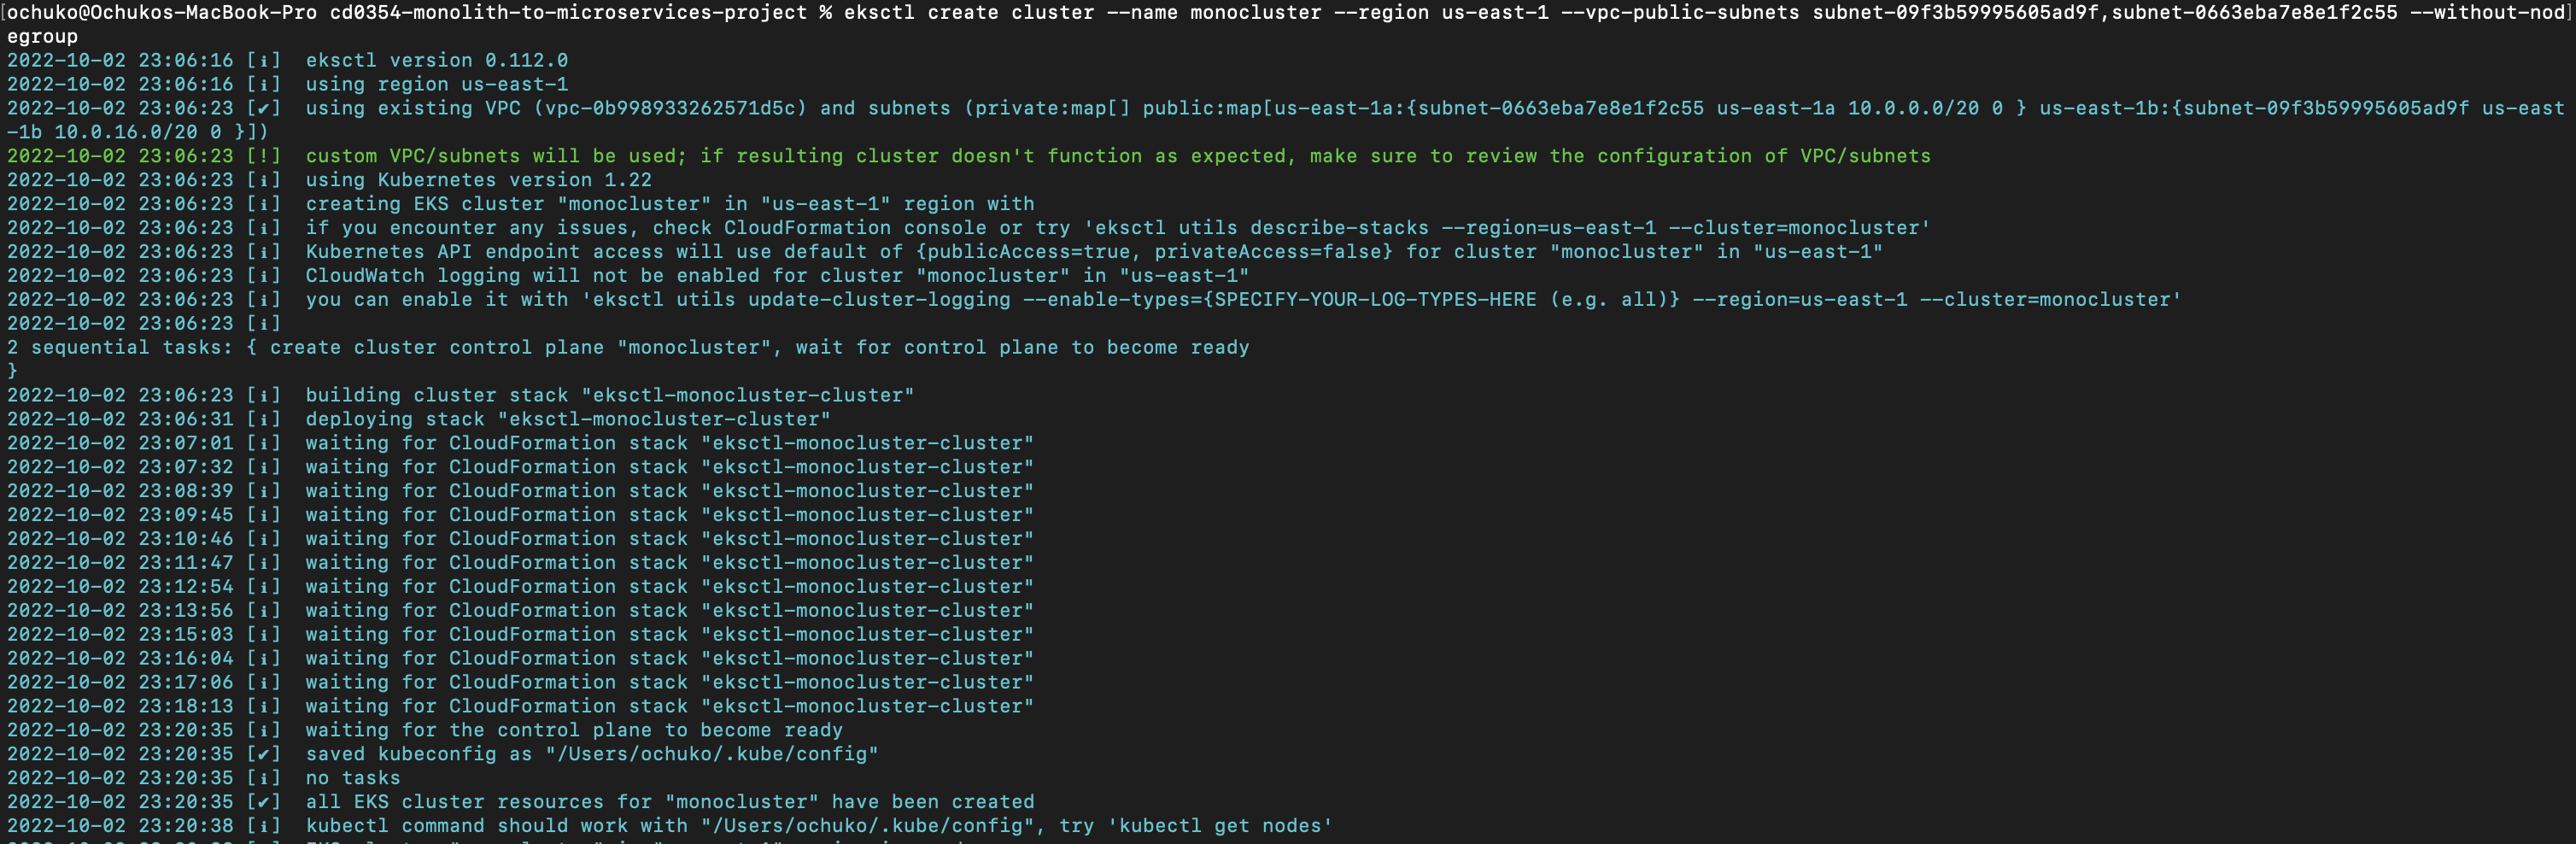 [ochuko@Ochukos-MacBook-Pro cd0354-monolith-to-microservices-project % eksctl create cluster --name monocluster --region us-east-1 --vpc-public-subnets subnet-09f3b59995605ad9f,subnet-0663eba7e8e1f2c55 --without-nod]
egroup
2022-10-02 23:06:16 [ℹ]  eksctl version 0.112.0
2022-10-02 23:06:16 [ℹ]  using region us-east-1
2022-10-02 23:06:23 [✔]  using existing VPC (vpc-0b998933262571d5c) and subnets (private:map[] public:map[us-east-1a:{subnet-0663eba7e8e1f2c55 us-east-1a 10.0.0.0/20 0 } us-east-1b:{subnet-09f3b59995605ad9f us-east
-1b 10.0.16.0/20 0 }])
2022-10-02 23:06:23 [!]  custom VPC/subnets will be used; if resulting cluster doesn't function as expected, make sure to review the configuration of VPC/subnets
2022-10-02 23:06:23 [ℹ]  using Kubernetes version 1.22
2022-10-02 23:06:23 [ℹ]  creating EKS cluster "monocluster" in "us-east-1" region with
2022-10-02 23:06:23 [ℹ]  if you encounter any issues, check CloudFormation console or try 'eksctl utils describe-stacks --region=us-east-1 --cluster=monocluster'
2022-10-02 23:06:23 [ℹ]  Kubernetes API endpoint access will use default of {publicAccess=true, privateAccess=false} for cluster "monocluster" in "us-east-1"
2022-10-02 23:06:23 [ℹ]  CloudWatch logging will not be enabled for cluster "monocluster" in "us-east-1"
2022-10-02 23:06:23 [ℹ]  you can enable it with 'eksctl utils update-cluster-logging --enable-types={SPECIFY-YOUR-LOG-TYPES-HERE (e.g. all)} --region=us-east-1 --cluster=monocluster'
2022-10-02 23:06:23 [ℹ]
2 sequential tasks: { create cluster control plane "monocluster", wait for control plane to become ready
}
2022-10-02 23:06:23 [ℹ]  building cluster stack "eksctl-monocluster-cluster"
2022-10-02 23:06:31 [ℹ]  deploying stack "eksctl-monocluster-cluster"
2022-10-02 23:07:01 [ℹ]  waiting for CloudFormation stack "eksctl-monocluster-cluster"
2022-10-02 23:07:32 [ℹ]  waiting for CloudFormation stack "eksctl-monocluster-cluster"
2022-10-02 23:08:39 [ℹ]  waiting for CloudFormation stack "eksctl-monocluster-cluster"
2022-10-02 23:09:45 [ℹ]  waiting for CloudFormation stack "eksctl-monocluster-cluster"
2022-10-02 23:10:46 [ℹ]  waiting for CloudFormation stack "eksctl-monocluster-cluster"
2022-10-02 23:11:47 [ℹ]  waiting for CloudFormation stack "eksctl-monocluster-cluster"
2022-10-02 23:12:54 [ℹ]  waiting for CloudFormation stack "eksctl-monocluster-cluster"
2022-10-02 23:13:56 [ℹ]  waiting for CloudFormation stack "eksctl-monocluster-cluster"
2022-10-02 23:15:03 [ℹ]  waiting for CloudFormation stack "eksctl-monocluster-cluster"
2022-10-02 23:16:04 [ℹ]  waiting for CloudFormation stack "eksctl-monocluster-cluster"
2022-10-02 23:17:06 [ℹ]  waiting for CloudFormation stack "eksctl-monocluster-cluster"
2022-10-02 23:18:13 [ℹ]  waiting for CloudFormation stack "eksctl-monocluster-cluster"
2022-10-02 23:20:35 [ℹ]  waiting for the control plane to become ready
2022-10-02 23:20:35 [✔]  saved kubeconfig as "/Users/ochuko/.kube/config"
2022-10-02 23:20:35 [ℹ]  no tasks
2022-10-02 23:20:35 [✔]  all EKS cluster resources for "monocluster" have been created
2022-10-02 23:20:38 [ℹ]  kubectl command should work with "/Users/ochuko/.kube/config", try 'kubectl get nodes'